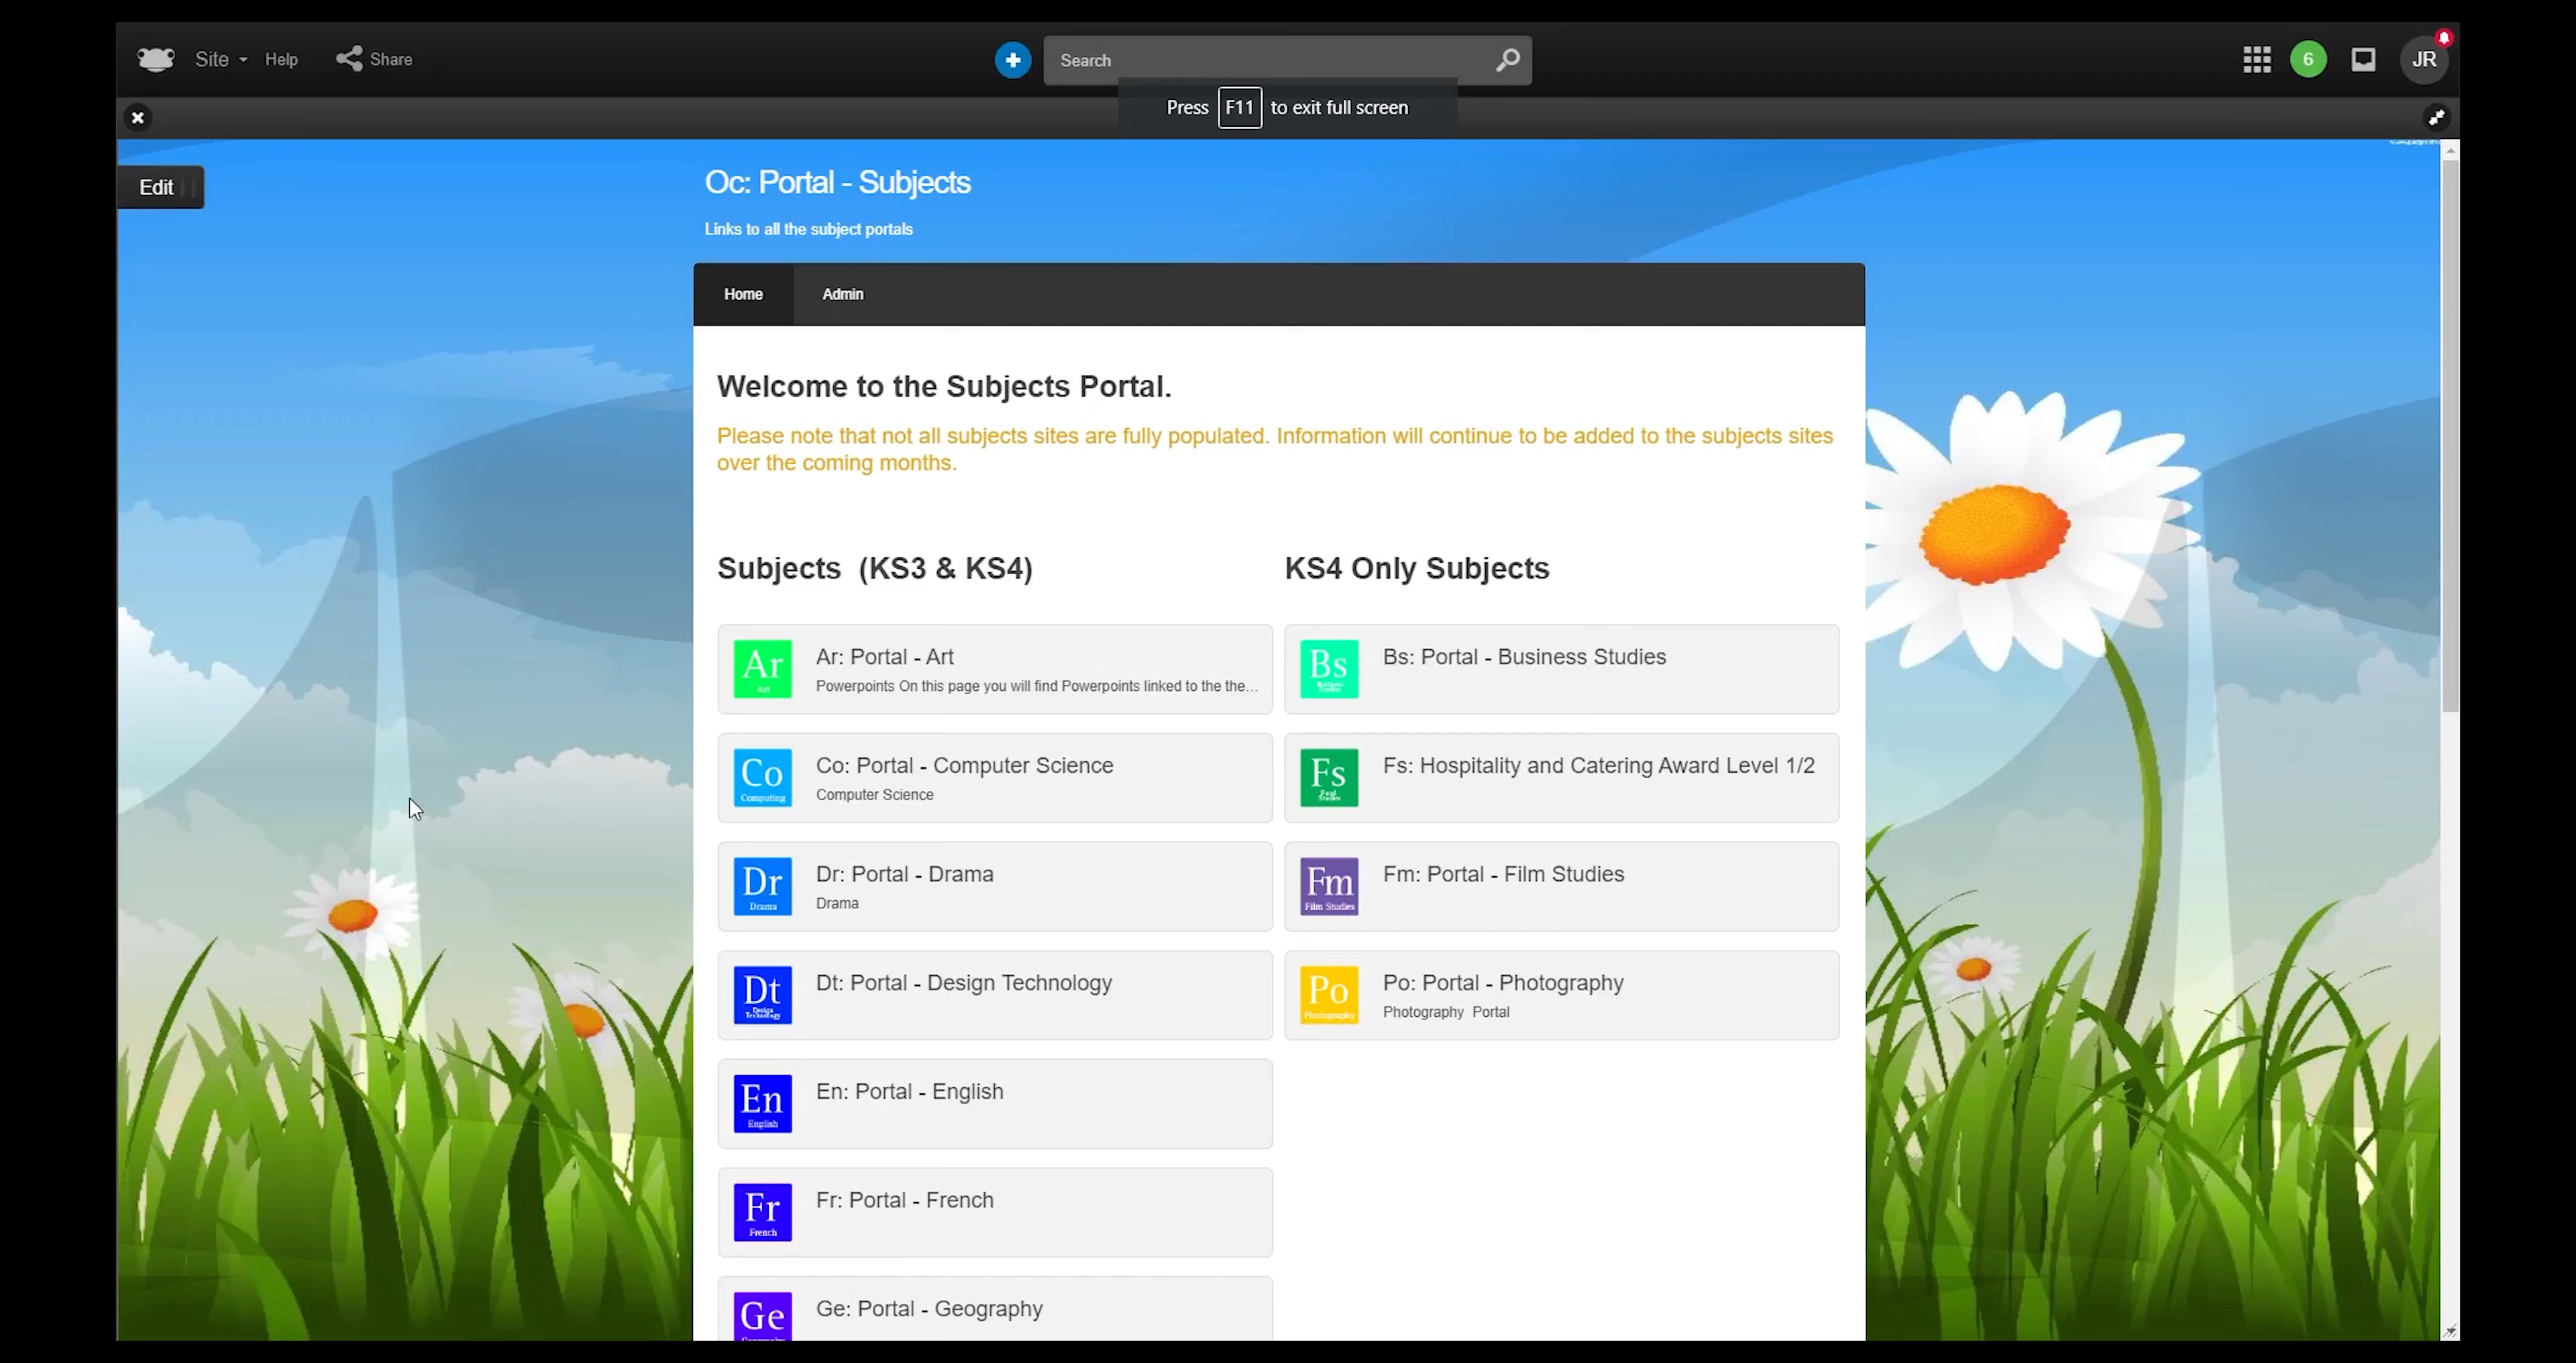 Site Help Share
Search
6
JR
Press F11 to exit full screen
Edit
Oc: Portal - Subjects
Links to all the subject portals
Home Admin
Welcome to the Subjects Portal.
Please note that not all subjects sites are fully populated. Information will continue to be added to the subjects sites
over the coming months.
Subjects (KS3 & KS4)
KS4 Only Subjects
Ar
Art
Ar: Portal - Art
Powerpoints On this page you will find Powerpoints linked to the the...
Bs
Business
Studies
Bs: Portal - Business Studies
Co
Computing
Co: Portal - Computer Science
Computer Science
Fs
Food
Studies
Fs: Hospitality and Catering Award Level 1/2
Dr
Drama
Dr: Portal - Drama
Drama
Fm
Film Studies
Fm: Portal - Film Studies
Dt
Design
Technology
Dt: Portal - Design Technology
Po
Photography
Po: Portal - Photography
Photography Portal
En
English
En: Portal - English
Fr
French
Fr: Portal - French
Ge
Ge: Portal - Geography